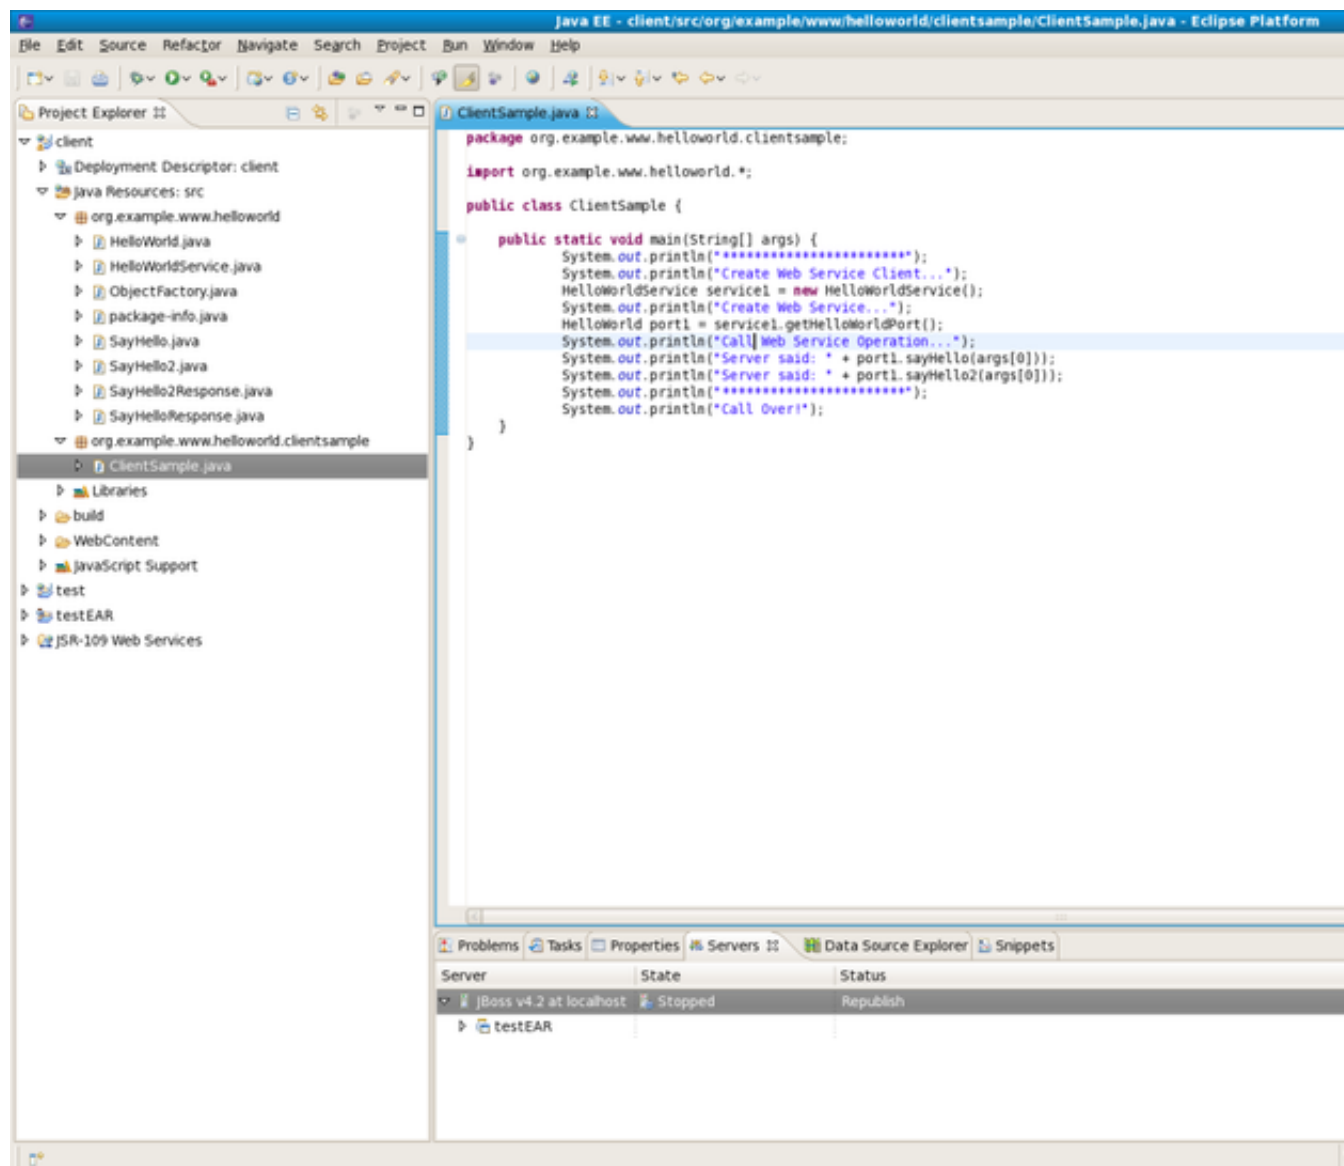 Java EE - client/src/org/example/www/helloworld/clientsample/ClientSample.java - Eclipse Platform
File Edit Source Refactor Navigate Search Project Run Window Help
Project Explorer
client
Deployment Descriptor: client
Java Resources: src
org.example.www.helloworld
HelloWorld.java
HelloWorldService.java
ObjectFactory.java
package-info.java
SayHello.java
SayHello2.java
SayHello2Response.java
SayHelloResponse.java
org.example.www.helloworld.clientsample
ClientSample.java
Libraries
build
WebContent
JavaScript Support
test
testEAR
JSR-109 Web Services
ClientSample.java
package org.example.www.helloworld.clientsample;
import org.example.www.helloworld.*;
public class ClientSample {
public static void main(String[] args) {
System.out.println("***********************");
System.out.println("Create Web Service Client...");
HelloWorldService service1 = new HelloWorldService();
System.out.println("Create Web Service...");
HelloWorld port1 = service1.getHelloWorldPort();
System.out.println("Call Web Service Operation...");
System.out.println("Server said: " + port1.sayHello(args[0]));
System.out.println("Server said: " + port1.sayHello2(args[0]));
System.out.println("***********************");
System.out.println("Call Over!");
}
}
Problems Tasks Properties Servers Data Source Explorer Snippets
Server State Status
JBoss v4.2 at localhost Stopped Republish
testEAR